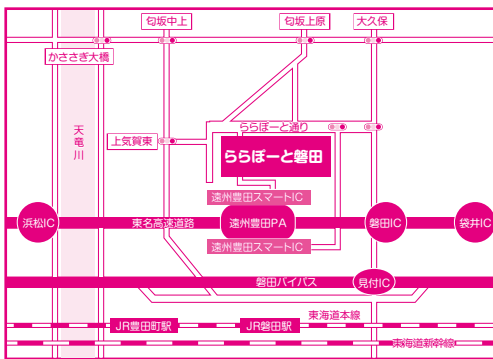 匂坂中上
匂坂上原
大久保
かささぎ大橋
天竜川
上気賀東
ららぽーと通り
ららぽーと磐田
遠州豊田スマートIC
浜松IC
東名高速道路
遠州豊田PA
磐田IC
袋井IC
遠州豊田スマートIC
磐田バイパス
見付IC
東海道本線
JR豊田町駅
JR磐田駅
東海道新幹線